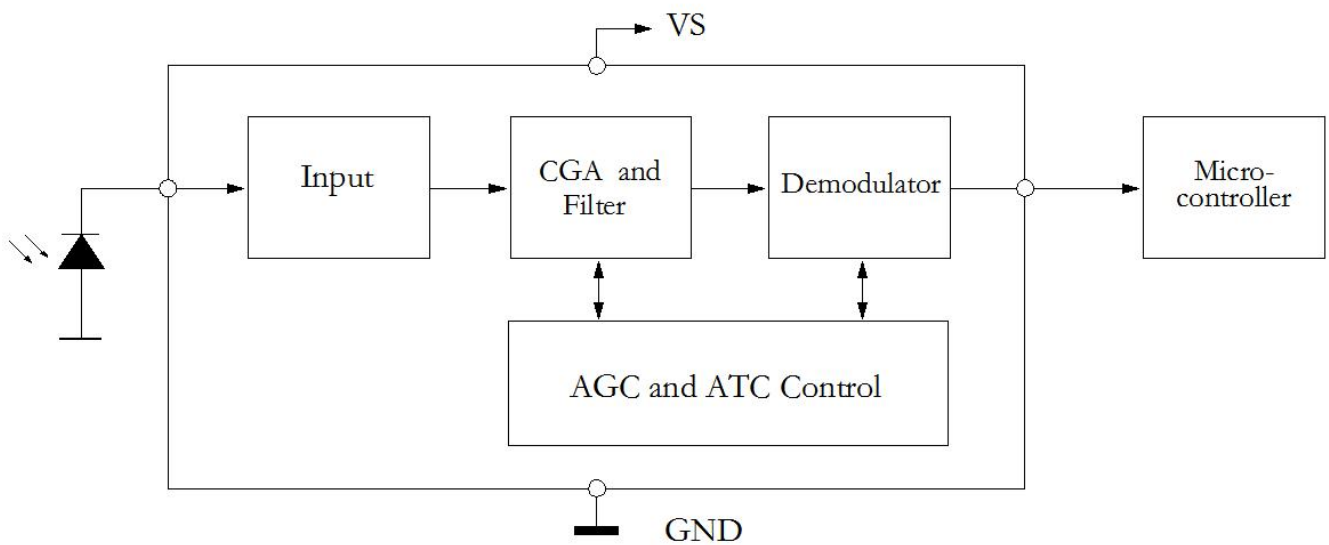 VS
Input
CGA and
Filter
Demodulator
Micro-
controller
AGC and ATC Control
GND